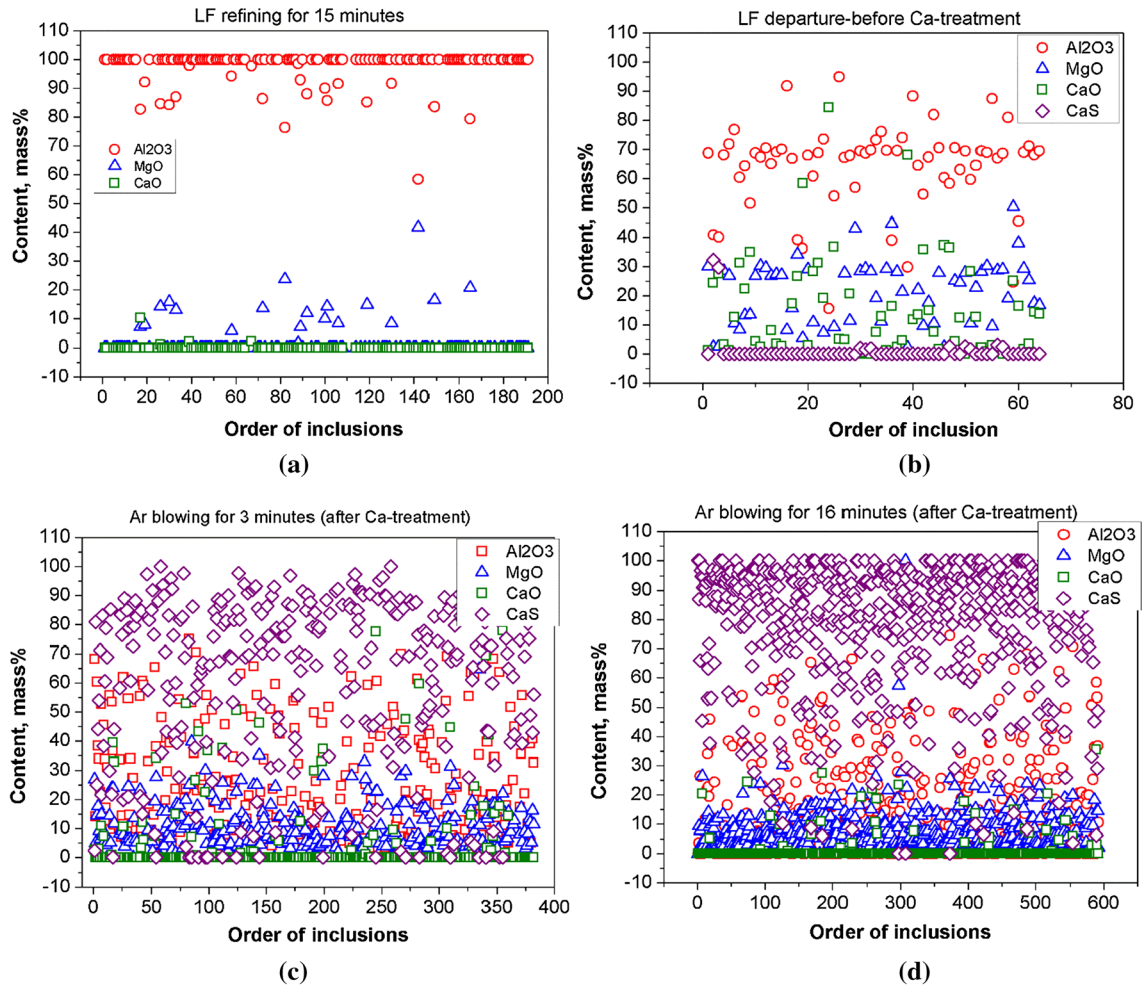 LF refining for 15 minutes
110
100
90
80
70
60
50
40
30
20
10
0
-10
Content, mass%
Al2O3
MgO
CaO
0 20 40 60 80 100 120 140 160 180 200
Order of inclusions
(a)
LF departure-before Ca-treatment
110
100
90
80
70
60
50
40
30
20
10
0
-10
Content, mass%
Al2O3
MgO
CaO
CaS
0 20 40 60 80
Order of inclusion
(b)
Ar blowing for 3 minutes (after Ca-treatment)
110
100
90
80
70
60
50
40
30
20
10
0
-10
Content, mass%
Al2O3
MgO
CaO
CaS
0 50 100 150 200 250 300 350 400
Order of inclusions
(c)
Ar blowing for 16 minutes (after Ca-treatment)
110
100
90
80
70
60
50
40
30
20
10
0
-10
Content, mass%
Al2O3
MgO
CaO
CaS
0 100 200 300 400 500 600
Order of inclusions
(d)